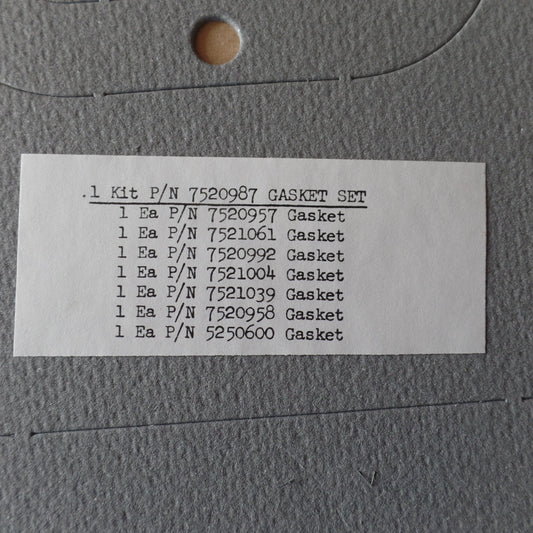 .1 Kit P/N 7520987 GASKET SET
1 Ea P/N 7520957 Gasket
1 Ea P/N 7521061 Gasket
1 Ea P/N 7520992 Gasket
1 Ea P/N 7521004 Gasket
1 Ea P/N 7521039 Gasket
1 Ea P/N 7520958 Gasket
1 Ea P/N 5250600 Gasket